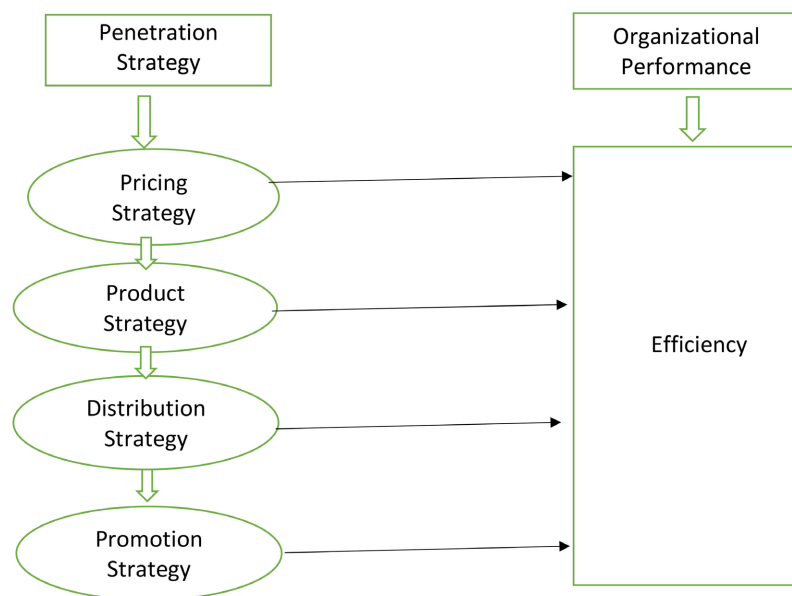 Penetration
Strategy
Organizational
Performance
Pricing
Strategy
Product
Strategy
Efficiency
Distribution
Strategy
Promotion
Strategy